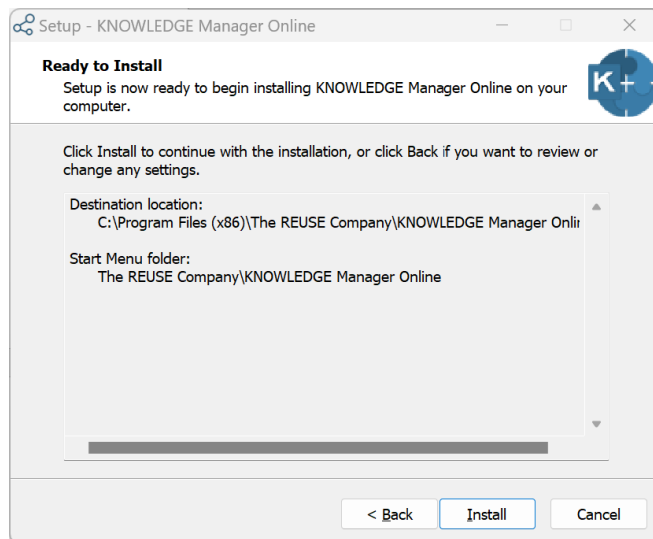 Setup - KNOWLEDGE Manager Online
Ready to Install
Setup is now ready to begin installing KNOWLEDGE Manager Online on your
computer.
K+
Click Install to continue with the installation, or click Back if you want to review or
change any settings.
Destination location:
C:\Program Files (x86)\The REUSE Company\KNOWLEDGE Manager Onlin
Start Menu folder:
The REUSE Company\KNOWLEDGE Manager Online
< Back
Install
Cancel